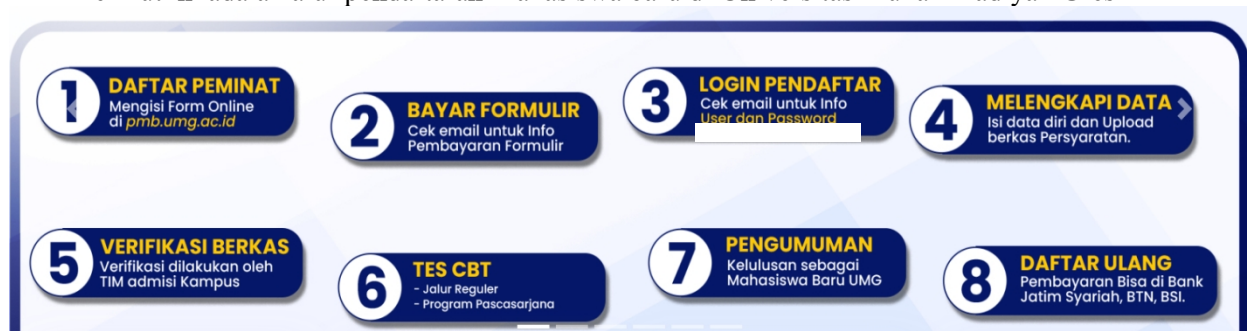 1
DAFTAR PEMINAT
Mengisi Form Online
di pmb.umg.ac.id
2
BAYAR FORMULIR
Cek email untuk Info
Pembayaran Formulir
3
LOGIN PENDAFTAR
Cek email untuk Info
User dan Password
4
MELENGKAPI DATA
Isi data diri dan Upload
berkas Persyaratan.
5
VERIFIKASI BERKAS
Verifikasi dilakukan oleh
TIM admisi Kampus
6
TES CBT
- Jalur Reguler
- Program Pascasarjana
7
PENGUMUMAN
Kelulusan sebagai
Mahasiswa Baru UMG
8
DAFTAR ULANG
Pembayaran Bisa di Bank
Jatim Syariah, BTN, BSI.